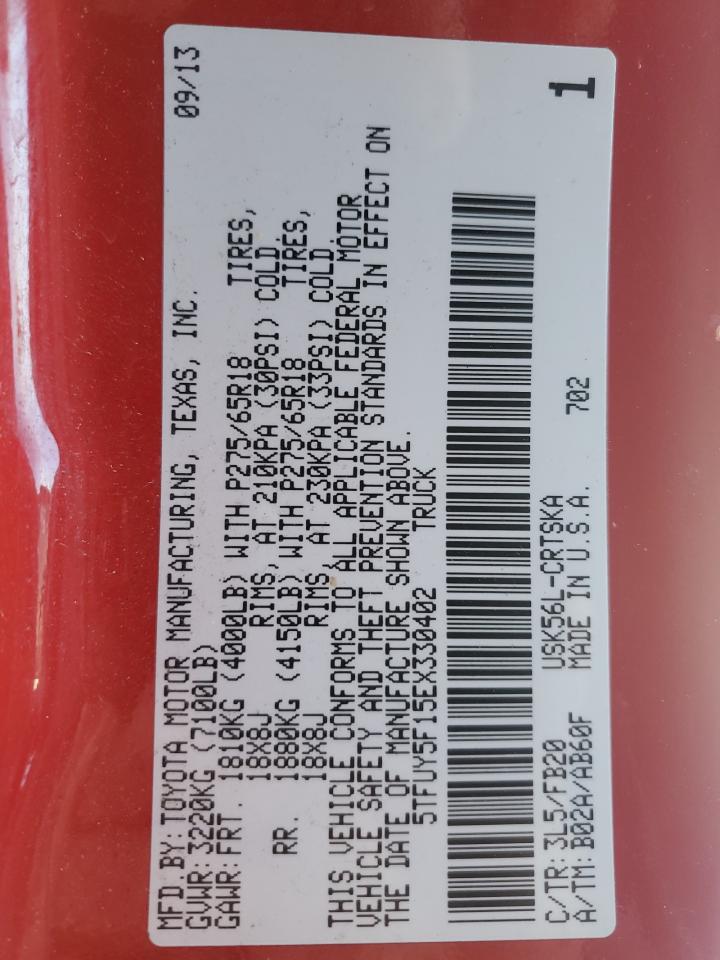 MFD.BY:TOYOTA MOTOR MANUFACTURING, TEXAS, INC. 09/13
GVWR:3220KG (7100LB)
GAWR:FRT. 1810KG (4000LB) WITH P275/65R18 TIRES,
18X8J RIMS, AT 210KPA (30PSI) COLD.
RR. 1880KG (4150LB) WITH P275/65R18 TIRES,
18X8J RIMS, AT 230KPA (33PSI) COLD.
THIS VEHICLE CONFORMS TO ALL APPLICABLE FEDERAL MOTOR
VEHICLE SAFETY AND THEFT PREVENTION STANDARDS IN EFFECT ON
THE DATE OF MANUFACTURE SHOWN ABOVE.
5TFUY5F15EX330402 TRUCK
C/TR:3L5/FB20 USK56L-CRTSKA
A/TM:B02A/AB60F MADE IN U.S.A. 702
1